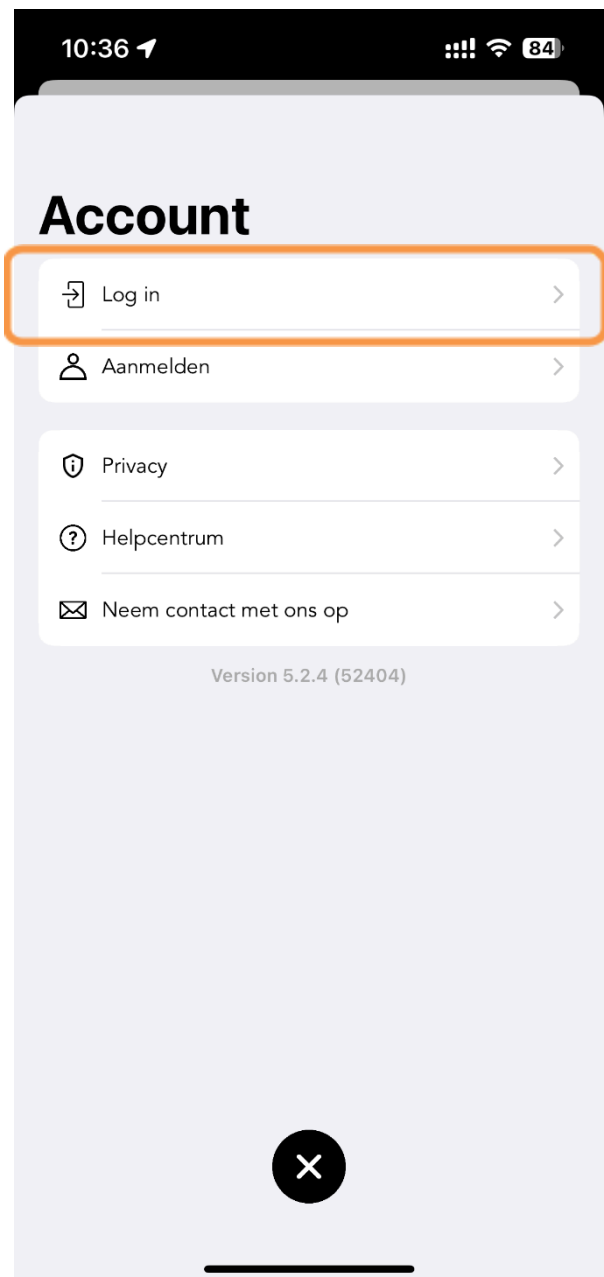 10:36
84
Account
Log in
Aanmelden
Privacy
Helpcentrum
Neem contact met ons op
Version 5.2.4 (52404)